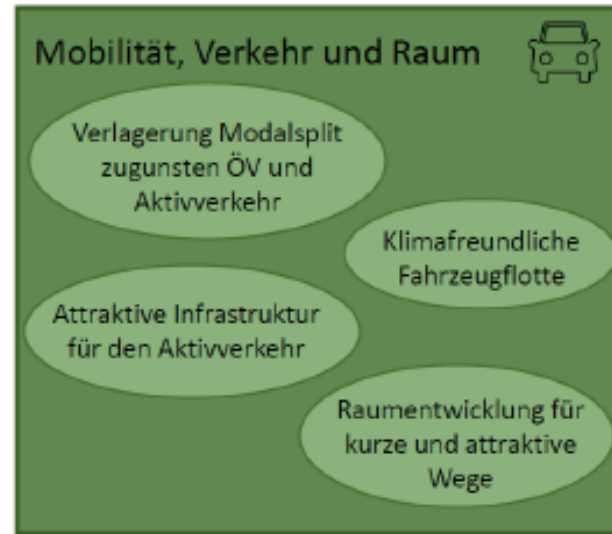 Mobilität, Verkehr und Raum
Verlagerung Modalsplit
zugunsten ÖV und
Aktivverkehr
Klimafreundliche
Fahrzeugflotte
Attraktive Infrastruktur
für den Aktivverkehr
Raumentwicklung für
kurze und attraktive
Wege